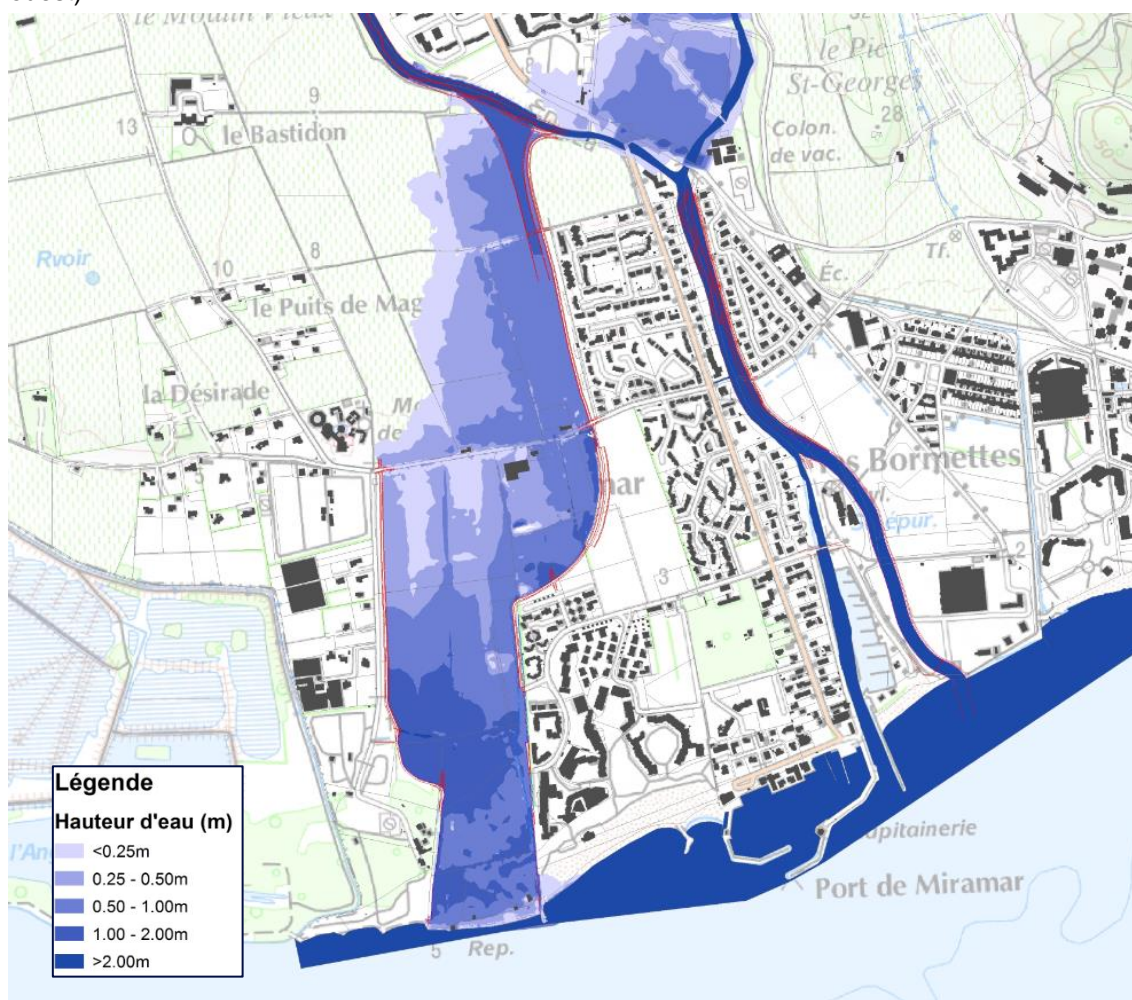 le Moulin Vieux
le Pic
St-Georges
28
9
13
le Bastidon
Colon.
de vac.
50
8
Rvoir
10
Tf.
Éc.
le Puits de Mag
4
la Désirade
5
Bormettes
2
3
Légende
Hauteur d'eau (m)
<0.25m
0.25 - 0.50m
0.50 - 1.00m
1.00 - 2.00m
>2.00m
apitainerie
Port de Miramar
5
Rep.